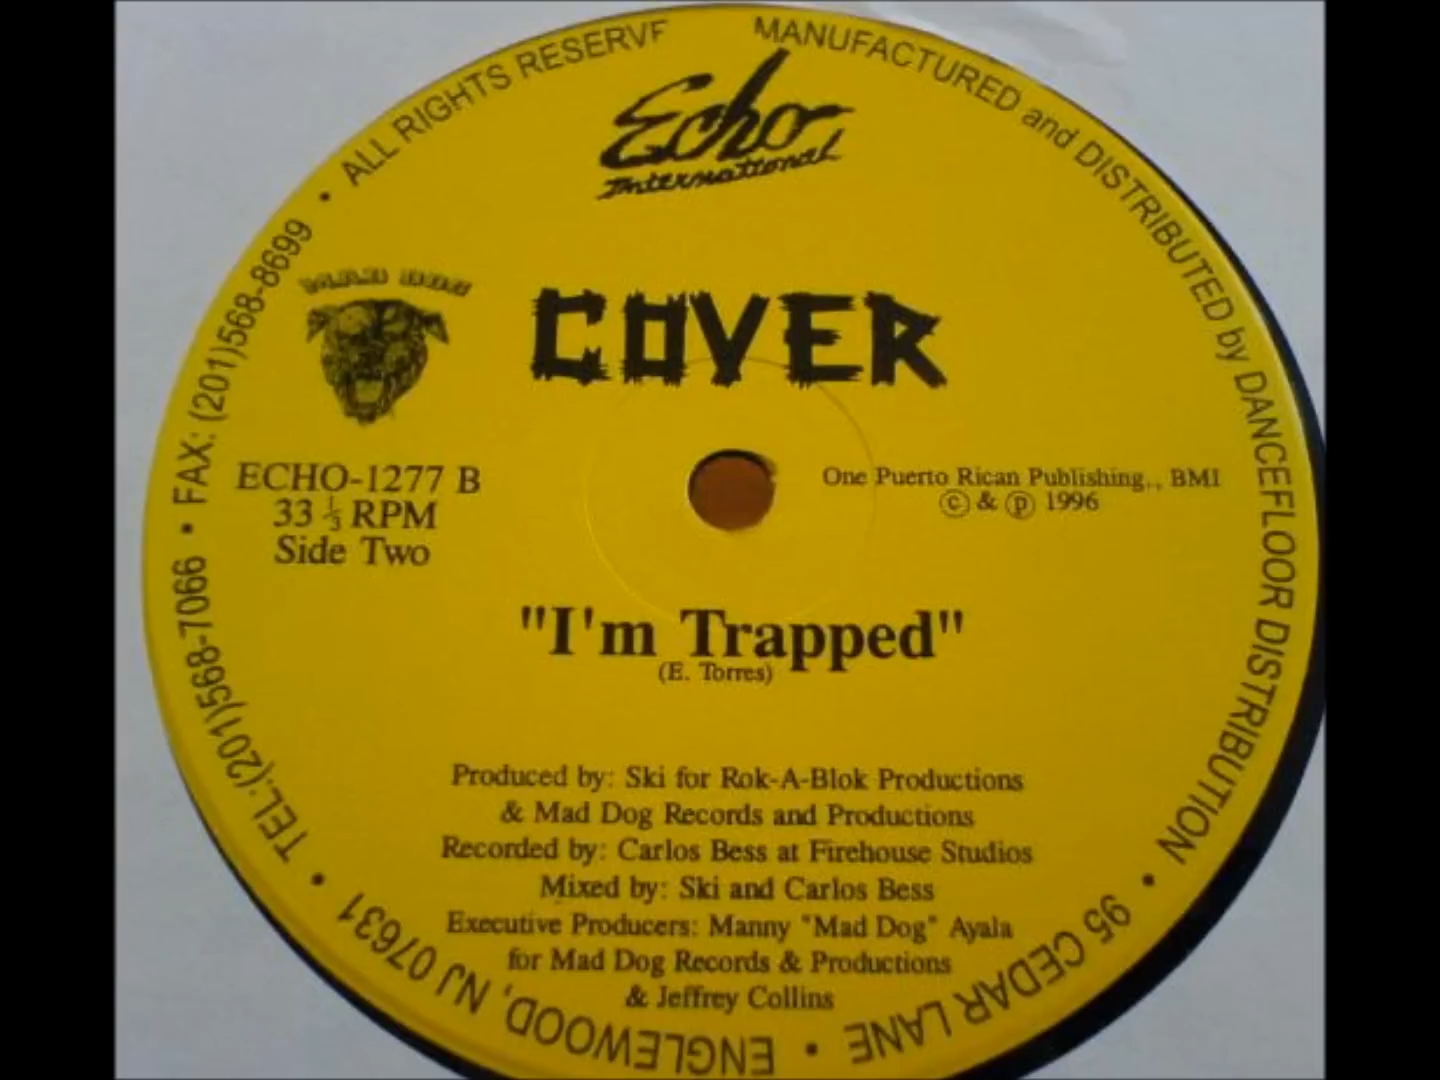 • ALL RIGHTS RESERVE
MANUFACTURED and DISTRIBUTED by DANCEFLOOR DISTRIBUTION
• 95 CEDAR LANE • ENGLEWOOD, NJ 07631
• TEL.:(201)568-7066 • FAX: (201)568-8699
Echo
International
MAD DOG
COVER
ECHO-1277 B
33 ⅓ RPM
Side Two
One Puerto Rican Publishing,, BMI
ⓒ & ⓟ 1996
"I'm Trapped"
(E. Torres)
Produced by: Ski for Rok-A-Blok Productions
& Mad Dog Records and Productions
Recorded by: Carlos Bess at Firehouse Studios
Mixed by: Ski and Carlos Bess
Executive Producers: Manny "Mad Dog" Ayala
for Mad Dog Records & Productions
& Jeffrey Collins